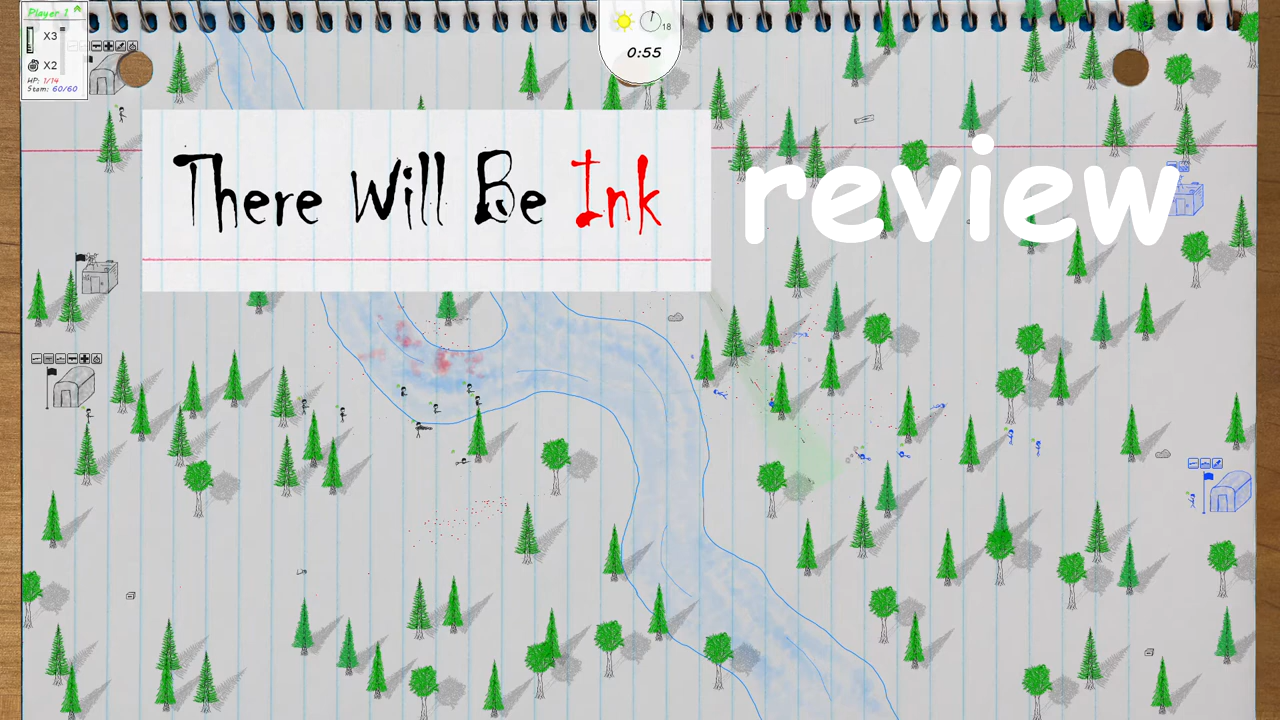 Player 1
X3
X2
HP: 1/14
Stam: 60/60
18
0:55
There Will Be Ink
review